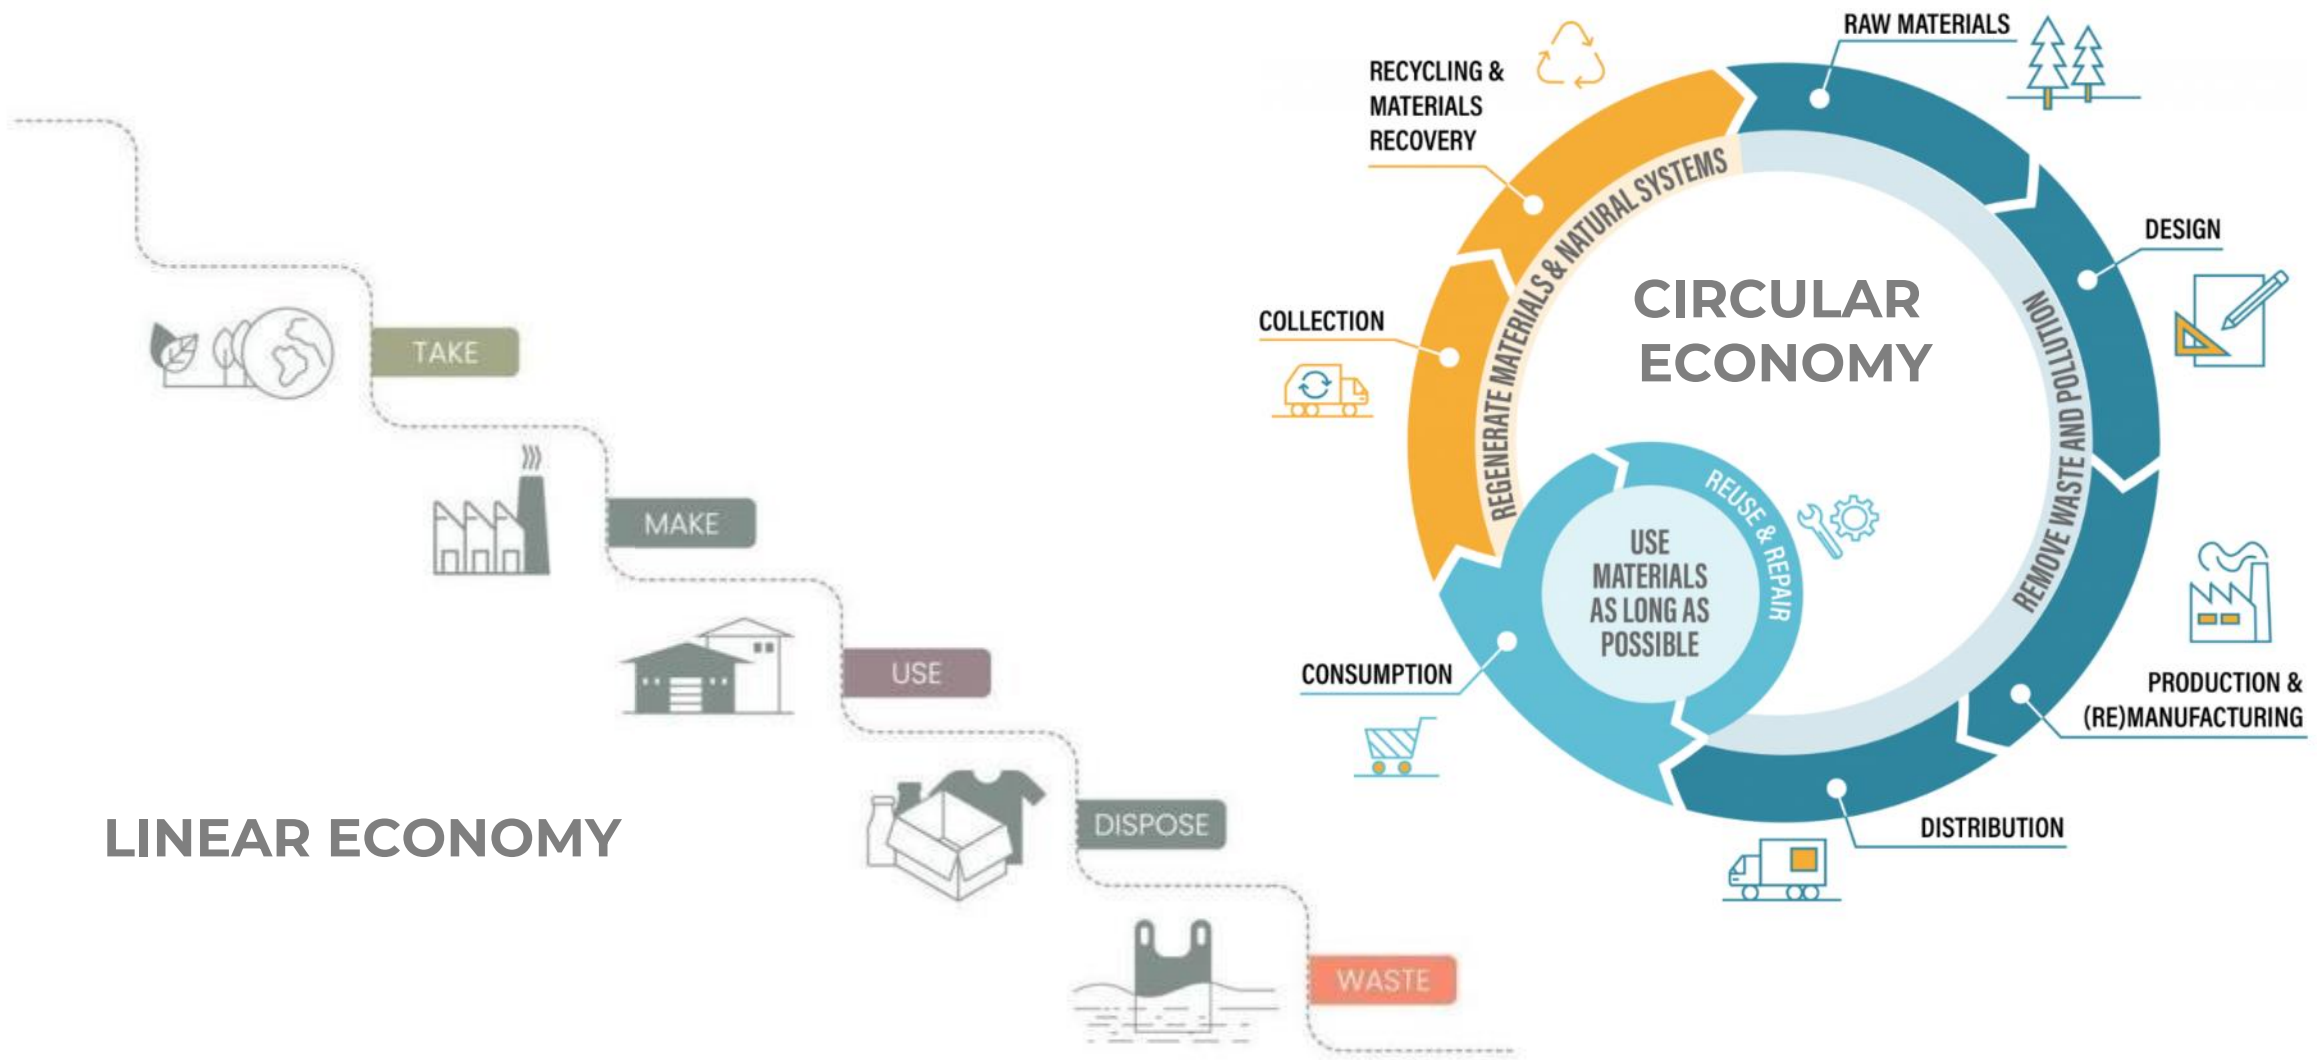 LINEAR ECONOMY
TAKE
MAKE
USE
DISPOSE
WASTE
CIRCULAR
ECONOMY
RAW MATERIALS
DESIGN
PRODUCTION &
(RE)MANUFACTURING
DISTRIBUTION
CONSUMPTION
COLLECTION
RECYCLING &
MATERIALS
RECOVERY
REGENERATE MATERIALS & NATURAL SYSTEMS
REMOVE WASTE AND POLLUTION
REUSE & REPAIR
USE
MATERIALS
AS LONG AS
POSSIBLE